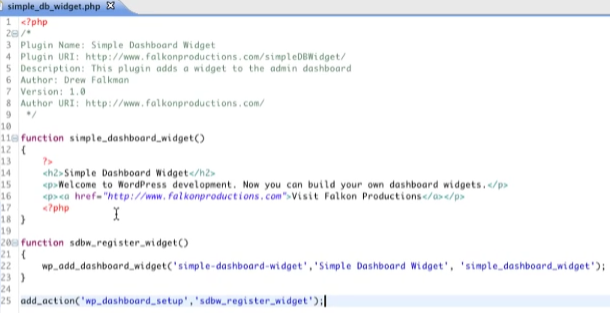 simple_db_widget.php
1 <?php
2 /*
3 Plugin Name: Simple Dashboard Widget
4 Plugin URI: http://www.falkonproductions.com/simpleDBWidget/
5 Description: This plugin adds a widget to the admin dashboard
6 Author: Drew Falkman
7 Version: 1.0
8 Author URI: http://www.falkonproductions.com/
9 */
10
11 function simple_dashboard_widget()
12 {
13 ?>
14 <h2>Simple Dashboard Widget</h2>
15 <p>Welcome to WordPress development. Now you can build your own dashboard widgets.</p>
16 <p><a href="http://www.falkonproductions.com">Visit Falkon Productions</a></p>
17 <?php
18 }
19
20 function sdbw_register_widget()
21 {
22 wp_add_dashboard_widget('simple-dashboard-widget','Simple Dashboard Widget', 'simple_dashboard_widget');
23 }
24
25 add_action('wp_dashboard_setup','sdbw_register_widget');